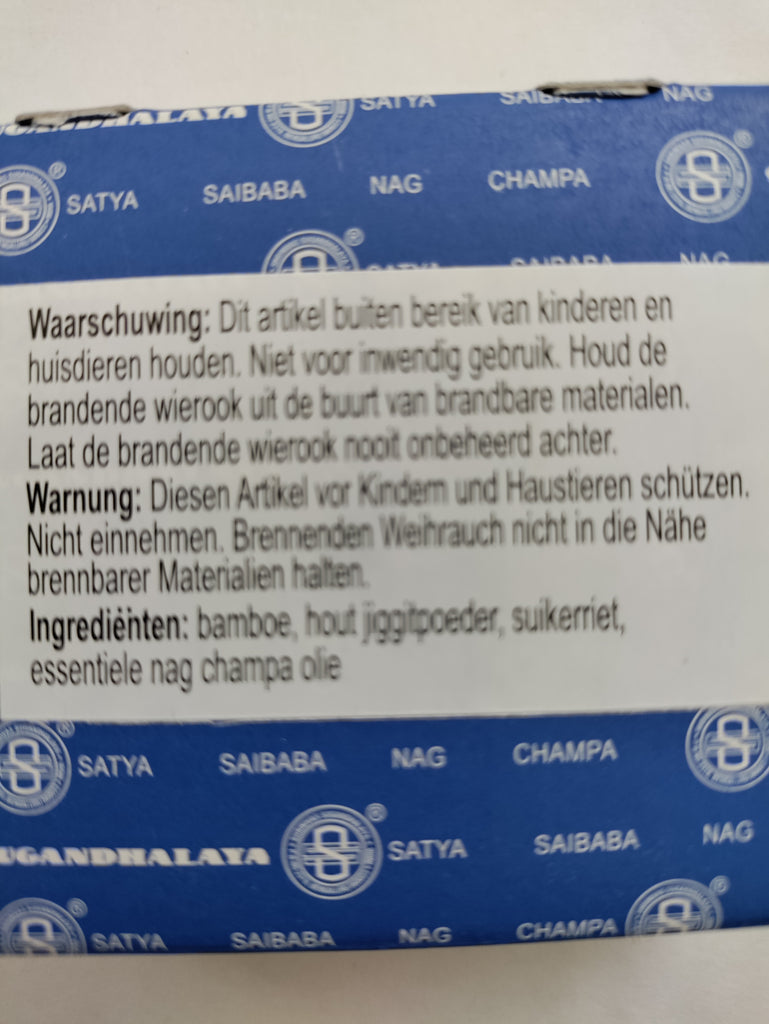 UGANDHALAYA SATYA SAIBABA NAG
SATYA SAIBABA NAG CHAMPA
SATYA SAIBABA NAG
Waarschuwing: Dit artikel buiten bereik van kinderen en
huisdieren houden. Niet voor inwendig gebruik. Houd de
brandende wierook uit de buurt van brandbare materialen.
Laat de brandende wierook nooit onbeheerd achter.
Warnung: Diesen Artikel vor Kindern und Haustieren schützen.
Nicht einnehmen. Brennenden Weihrauch nicht in die Nähe
brennbarer Materialien halten.
Ingrediënten: bamboe, hout jiggitpoeder, suikerriet,
essentiele nag champa olie
SATYA SAIBABA NAG CHAMPA
UGANDHALAYA SATYA SAIBABA NAG
SATYA SAIBABA NAG CHAMPA